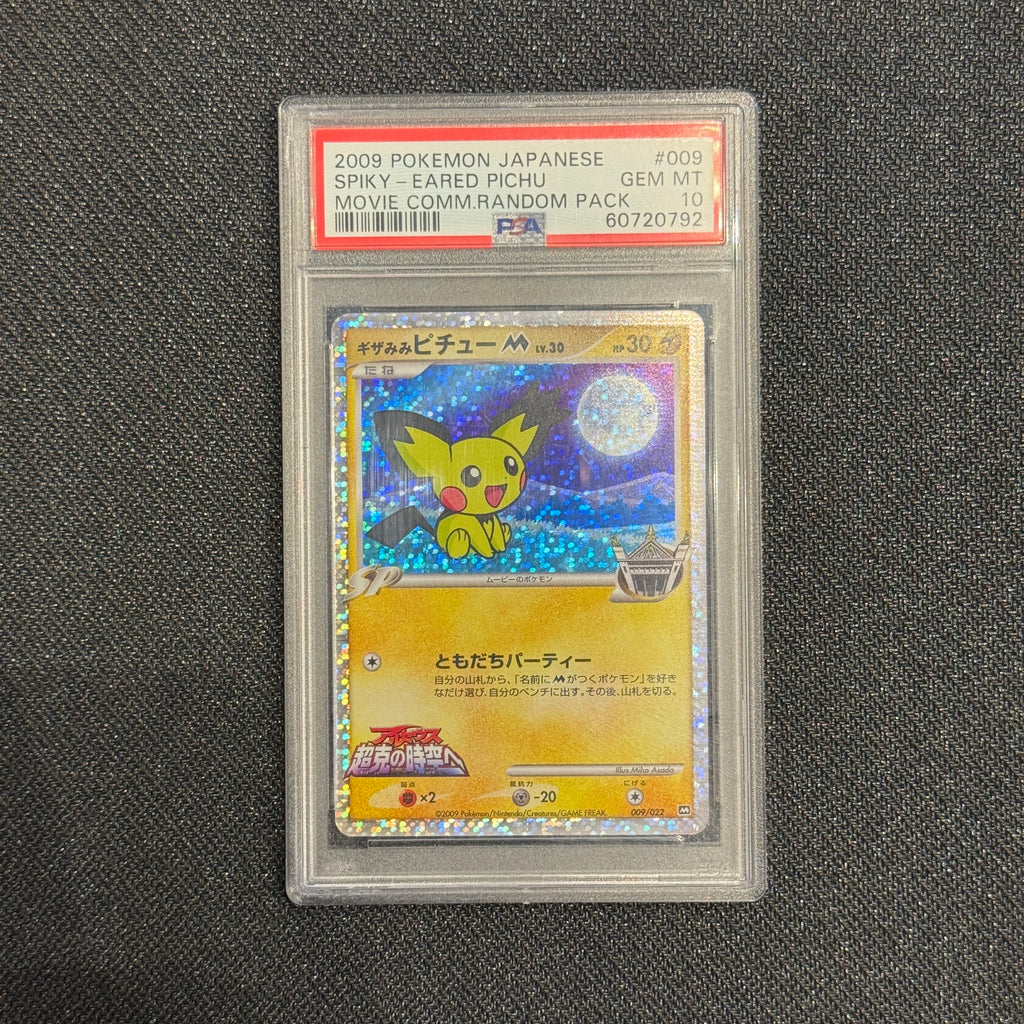 2009 POKEMON JAPANESE #009
SPIKY-EARED PICHU GEM MT
MOVIE COMM.RANDOM PACK 10
PSA 60720792
ギザみみピチュー M LV.30 HP 30
たね
SP
ムービーのポケモン
ともだちパーティー
自分の山札から、「名前にMがつくポケモン」を好き
なだけ選び、自分のベンチに出す。その後、山札を切る。
アルセウス
超克の時空へ
Illus.Miho Asada
弱点 抵抗力 にげる
×2 -20
©2009 Pokémon/Nintendo/Creatures/GAME FREAK. 009/022 M